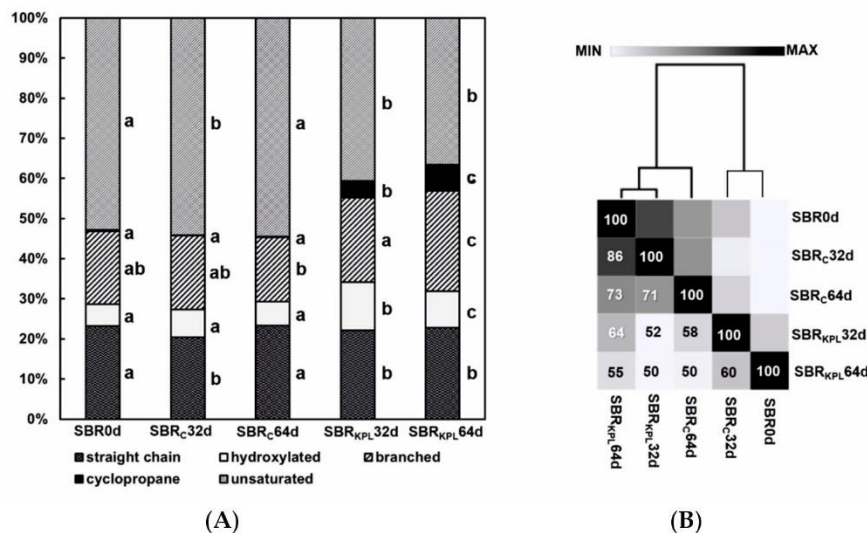 100%
90%
80%
70%
60%
50%
40%
30%
20%
10%
0%
a b a b b
a a a b c
ab ab b a c
a a a b c
a b a b b
SBR0d SBRC32d SBRC64d SBRKPL32d SBRKPL64d
straight chain hydroxylated branched
cyclopropane unsaturated
(A)
MIN MAX
100 SBR0d
86 100 SBRC32d
73 71 100 SBRC64d
64 52 58 100 SBRKPL32d
55 50 50 60 100 SBRKPL64d
SBRKPL64d
SBRKPL32d
SBRC64d
SBRC32d
SBR0d
(B)